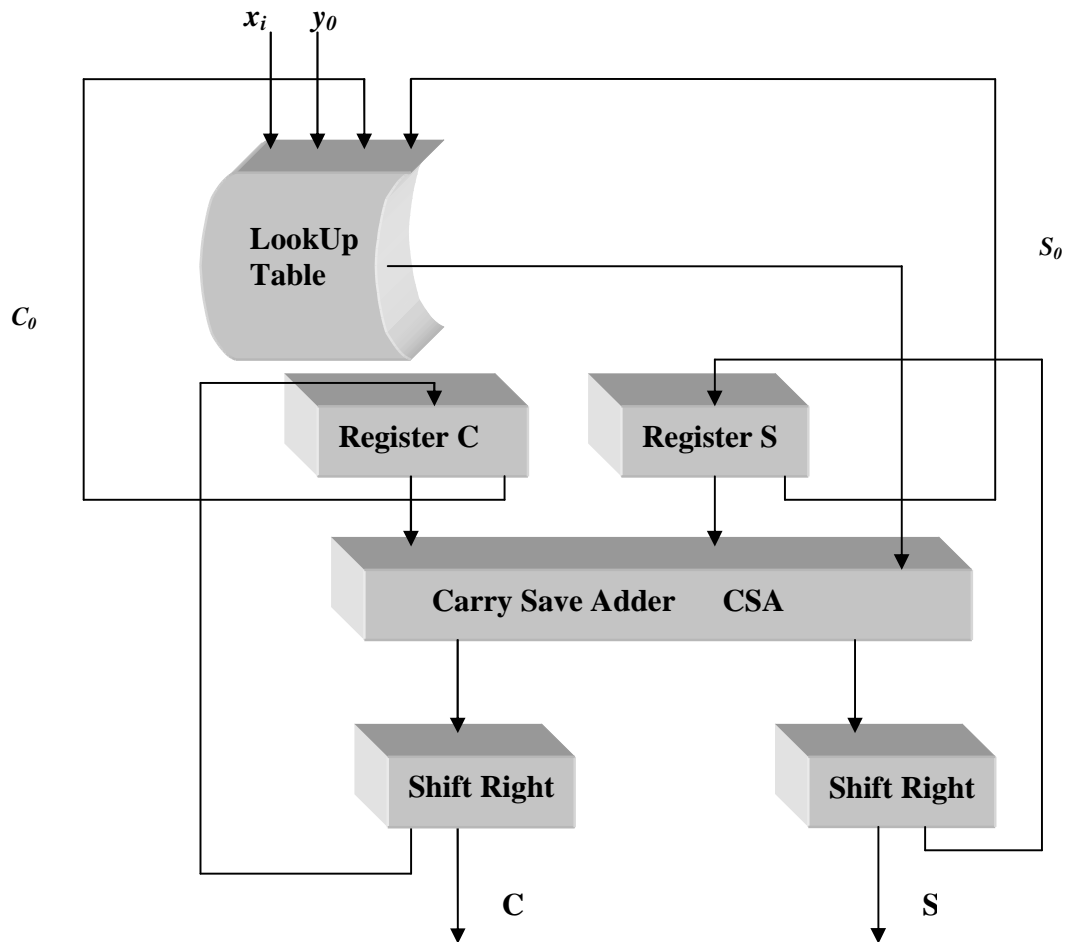 x_i y_0
LookUp
Table
S_0
C_0
Register C Register S
Carry Save Adder CSA
Shift Right Shift Right
C S